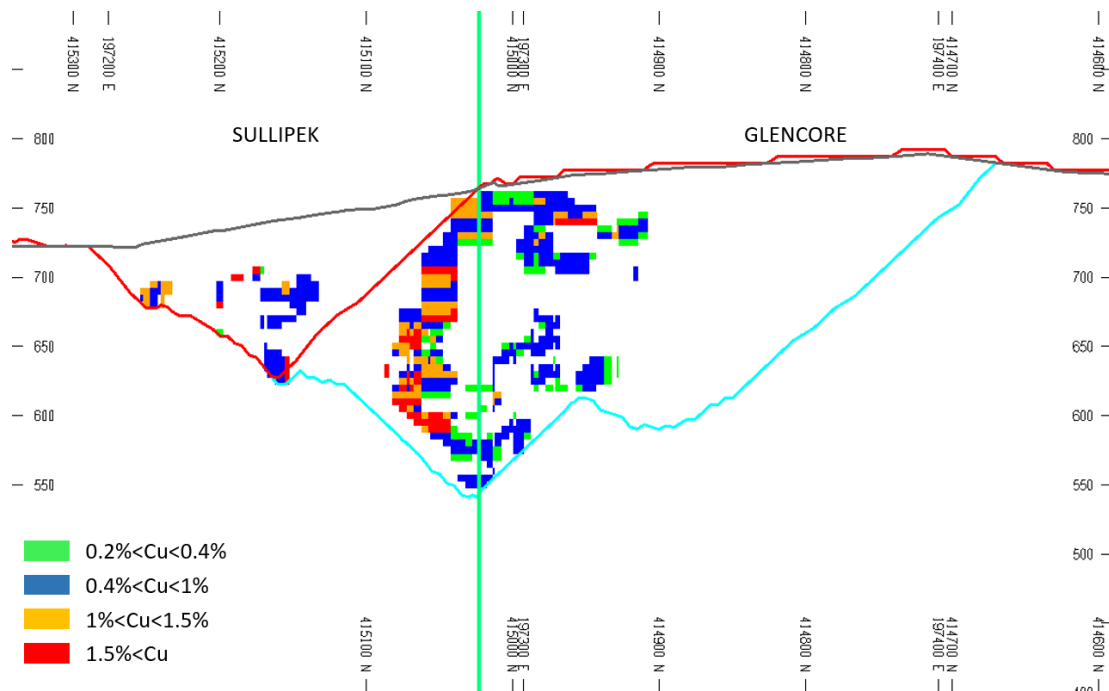 415300 N
197200 E
415200 N
415100 N
415000 N
197300 E
414900 N
414800 N
197400 E
414700 N
414600 N
800
SULLIPEK
GLENCORE
800
750
750
700
700
650
650
600
600
550
550
500
0.2%<Cu<0.4%
0.4%<Cu<1%
1%<Cu<1.5%
1.5%<Cu
415100 N
415000 N
197300 E
414900 N
414800 N
197400 E
414700 N
414600 N